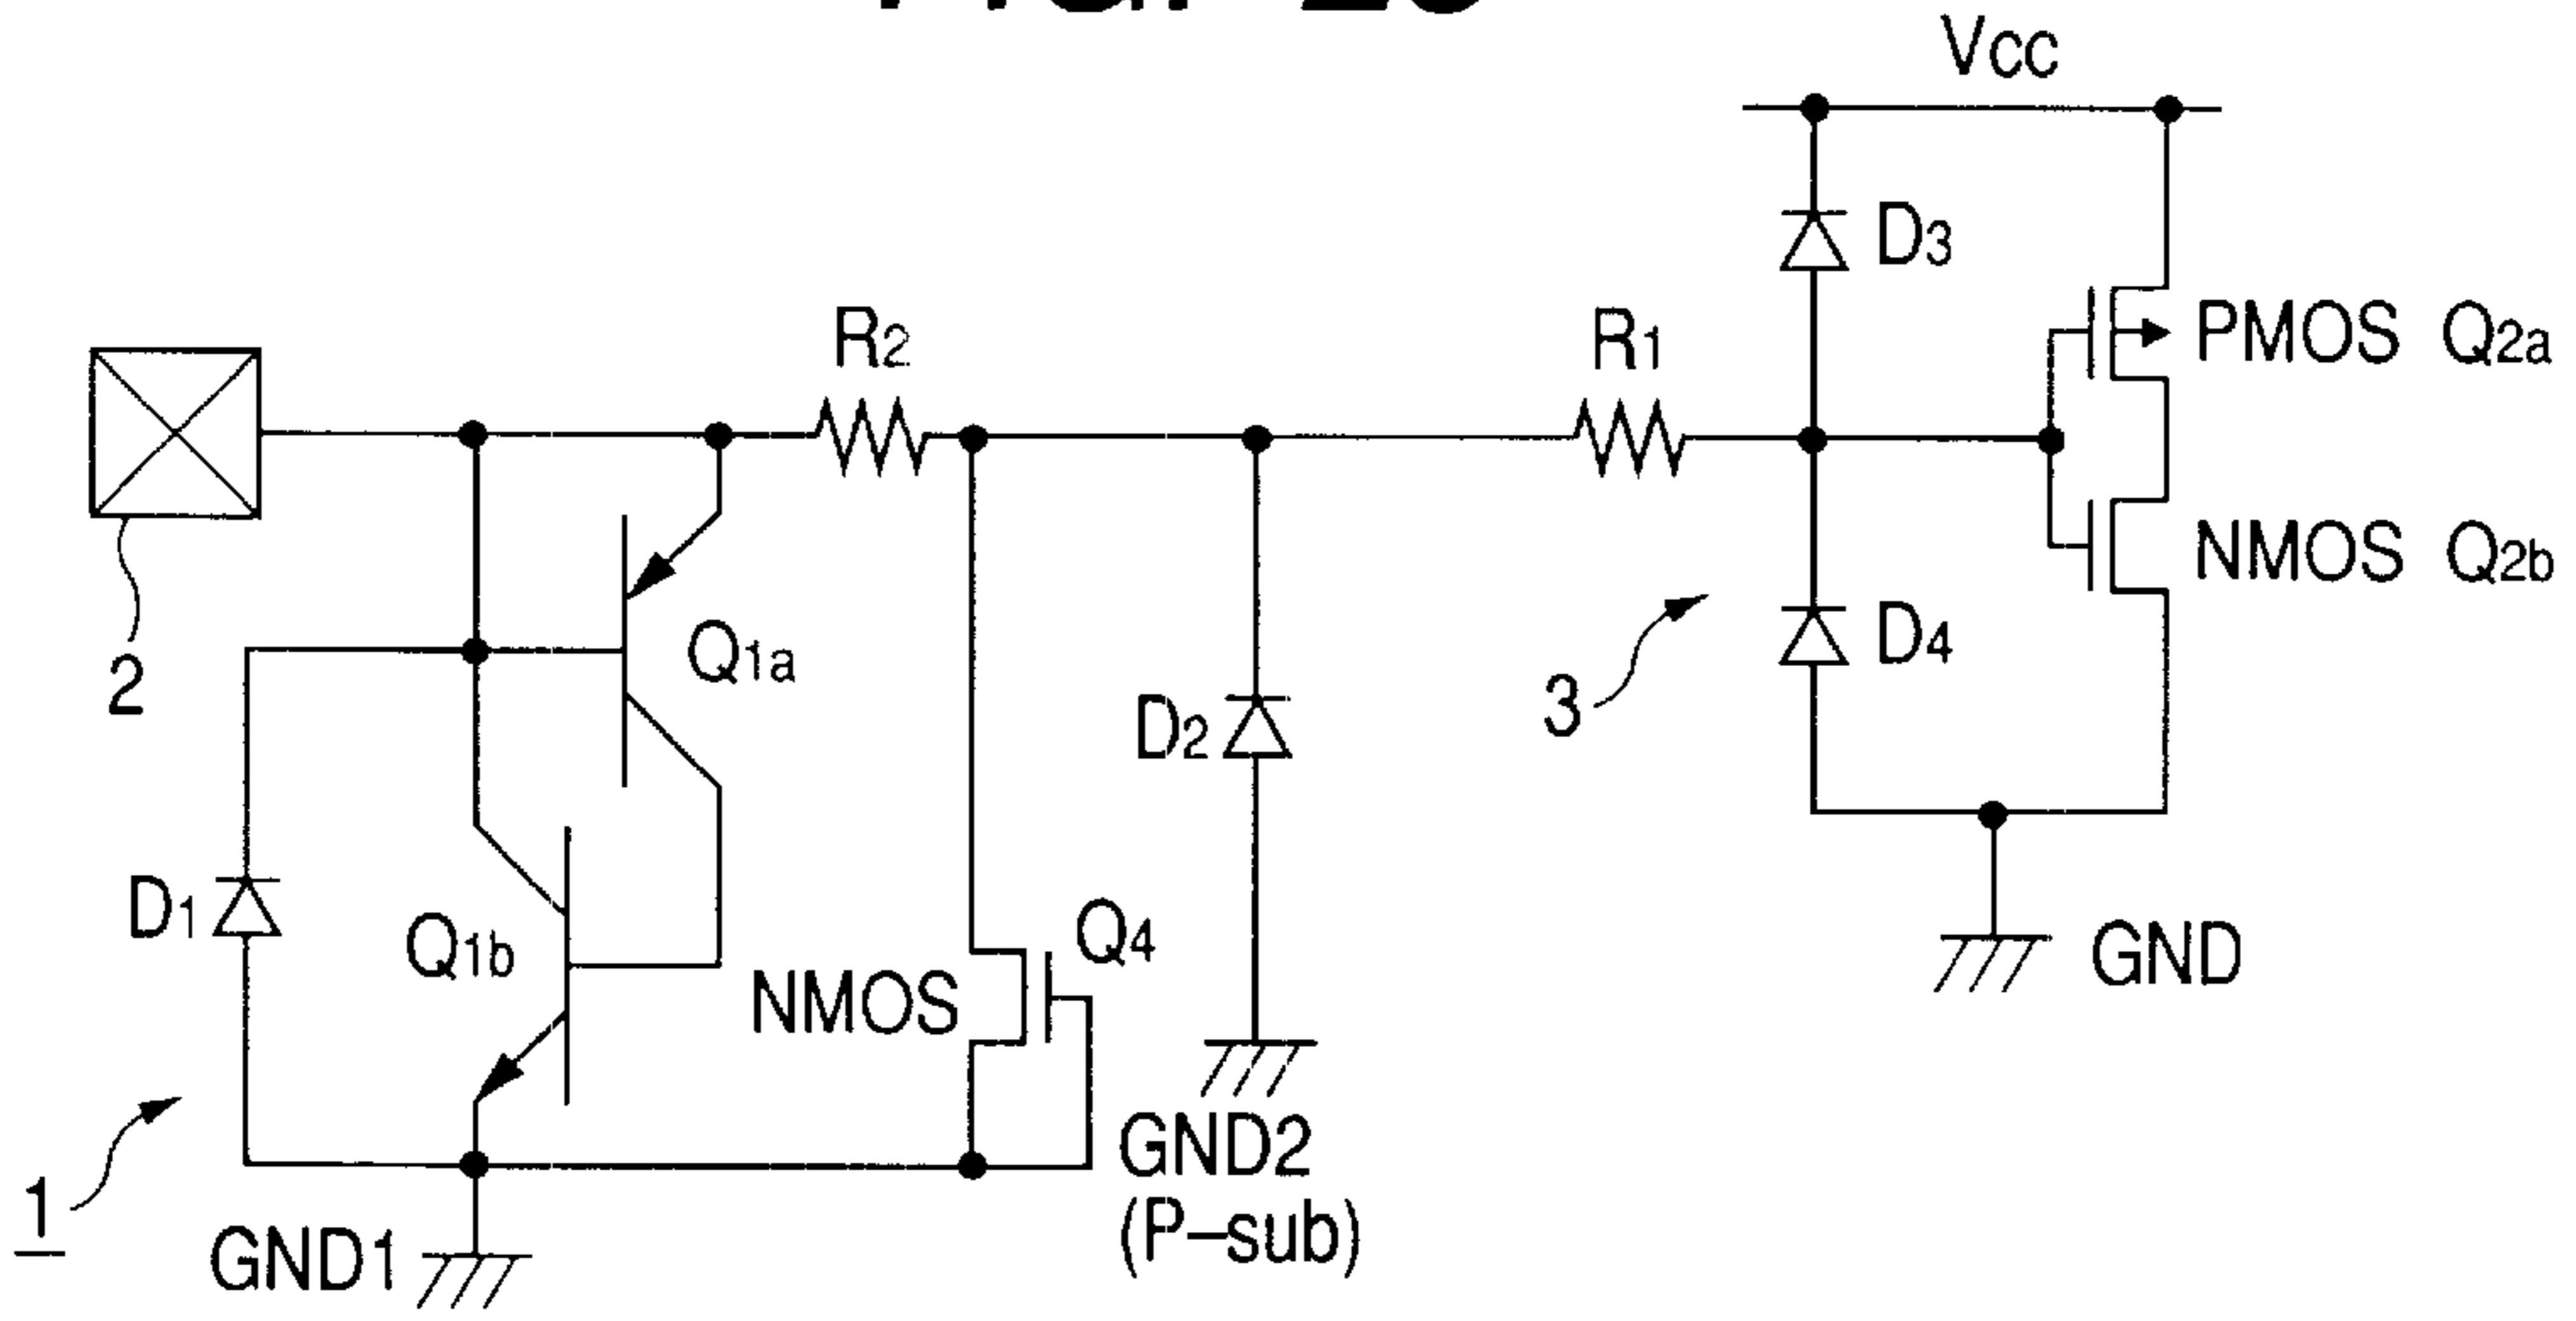 VCC
D3
R2
R1
PMOS Q2a
NMOS Q2b
D4
Q1a
2
D2
3
D1
Q1b
Q4
NMOS
GND
GND2
(P-sub)
1
GND1